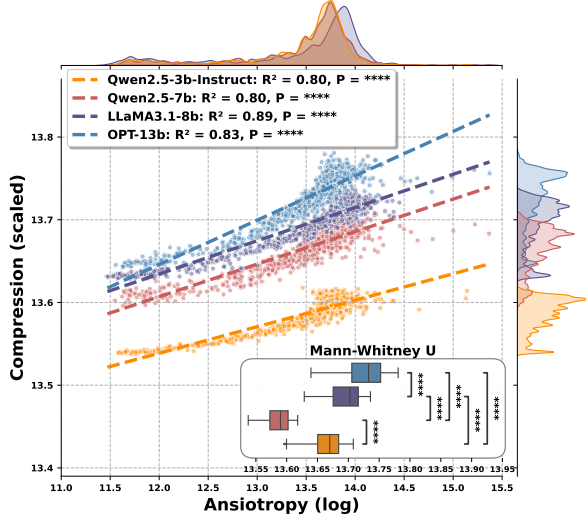 Qwen2.5-3b-Instruct: R² = 0.80, P = ****
Qwen2.5-7b: R² = 0.80, P = ****
LLaMA3.1-8b: R² = 0.89, P = ****
OPT-13b: R² = 0.83, P = ****
Compression (scaled)
13.8
13.7
13.6
13.5
13.4
Mann-Whitney U
**** **** ****
**** ****
****
13.55 13.60 13.65 13.70 13.75 13.80 13.85 13.90 13.95
11.0 11.5 12.0 12.5 13.0 13.5 14.0 14.5 15.0 15.5
Ansiotropy (log)